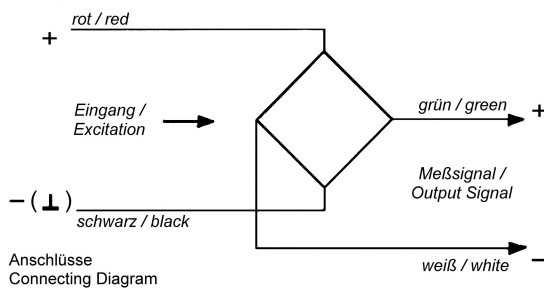 rot / red
+
grün / green
+
Eingang /
Excitation
Meßsignal /
Output Signal
- (⊥)
schwarz / black
Anschlüsse
Connecting Diagram
weiß / white
-